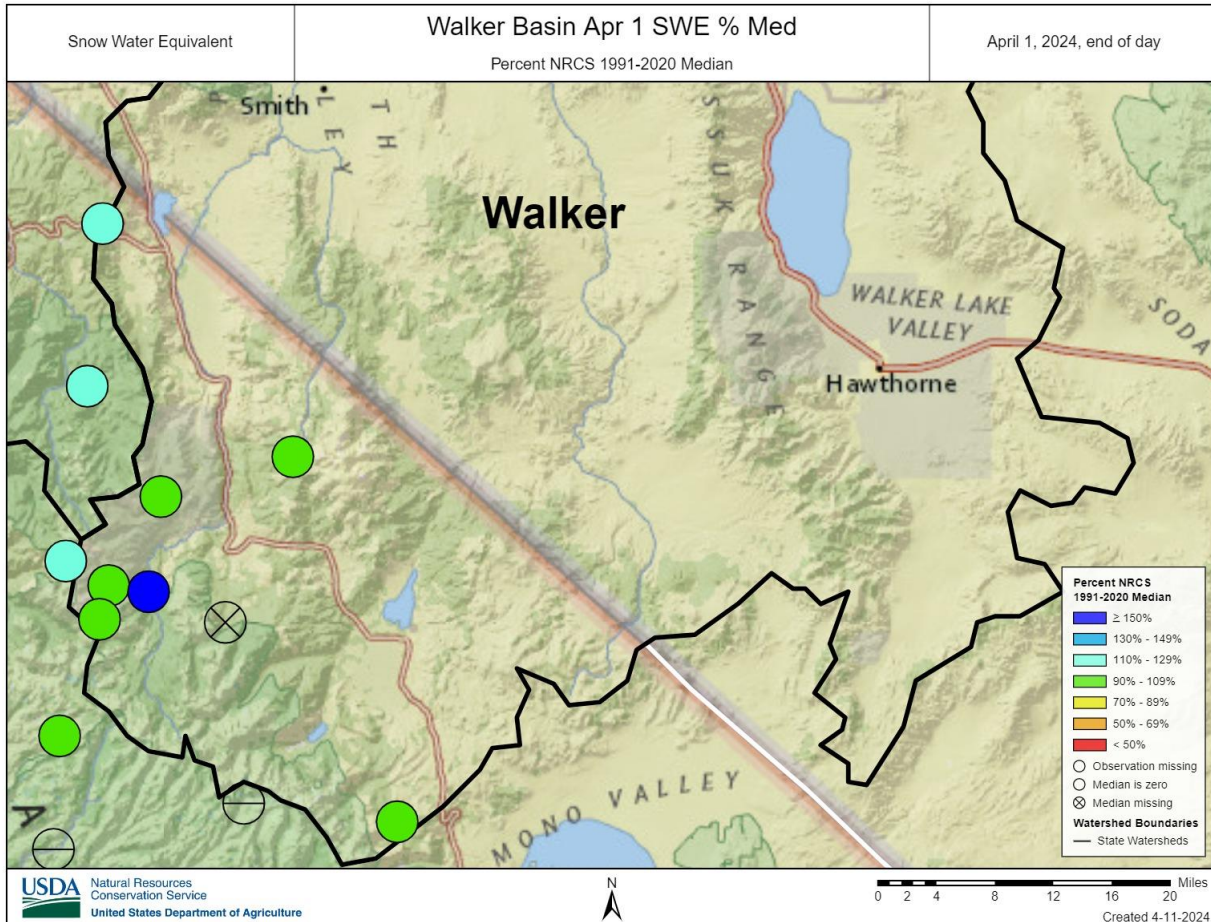 Snow Water Equivalent
Walker Basin Apr 1 SWE % Med
Percent NRCS 1991-2020 Median
April 1, 2024, end of day
Smith
P
LLEY
TH
SSUK RANGE
Walker
WALKER LAKE
VALLEY
SODA
Hawthorne
A
MONO VALLEY
Percent NRCS
1991-2020 Median
≥ 150%
130% - 149%
110% - 129%
90% - 109%
70% - 89%
50% - 69%
< 50%
Observation missing
Median is zero
Median missing
Watershed Boundaries
State Watersheds
USDA
Natural Resources
Conservation Service
United States Department of Agriculture
N
Miles
0 2 4 8 12 16 20
Created 4-11-2024